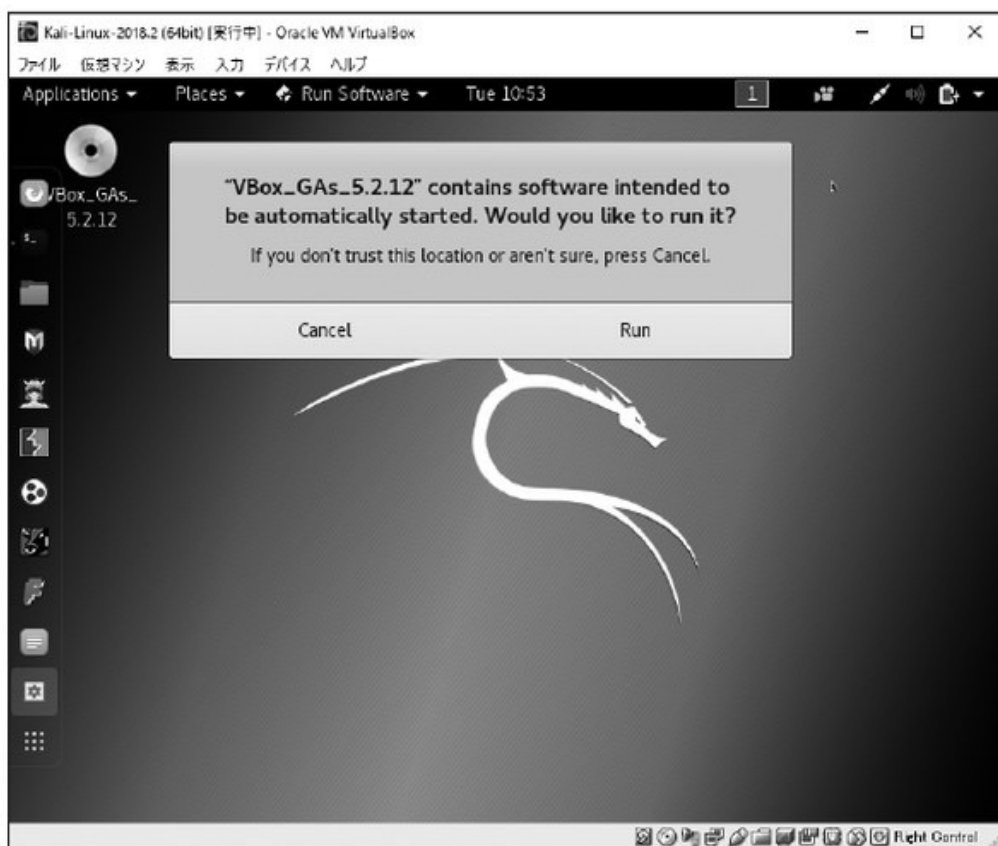 Kali-Linux-2018.2 (64bit) [実行中] - Oracle VM VirtualBox
ファイル 仮想マシン 表示 入力 デバイス ヘルプ
Applications Places Run Software Tue 10:53 1
VBox_GAs_
5.2.12
"VBox_GAs_5.2.12" contains software intended to
be automatically started. Would you like to run it?
If you don't trust this location or aren't sure, press Cancel.
Cancel Run
Right Control